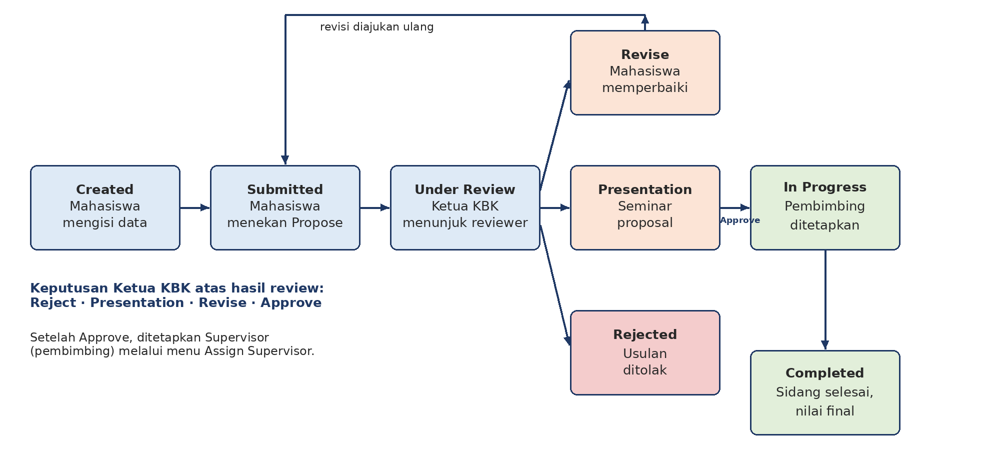 revisi diajukan ulang
Revise
Mahasiswa
memperbaiki
Created
Mahasiswa
mengisi data
Submitted
Mahasiswa
menekan Propose
Under Review
Ketua KBK
menunjuk reviewer
Presentation
Seminar
proposal
Approve
In Progress
Pembimbing
ditetapkan
Keputusan Ketua KBK atas hasil review:
Reject · Presentation · Revise · Approve
Setelah Approve, ditetapkan Supervisor
(pembimbing) melalui menu Assign Supervisor.
Rejected
Usulan
ditolak
Completed
Sidang selesai,
nilai final